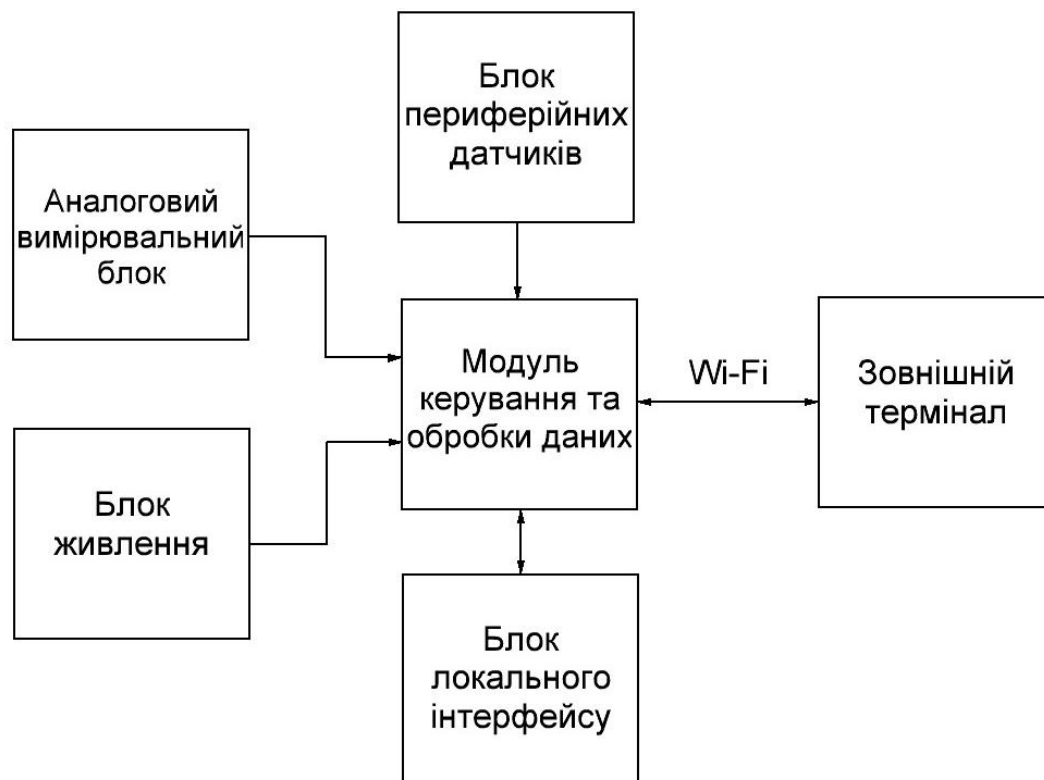 Блок
периферійних
датчиків
Аналоговий
вимірювальний
блок
Модуль
керування та
обробки даних
Wi-Fi
Зовнішній
термінал
Блок
живлення
Блок
локального
інтерфейсу